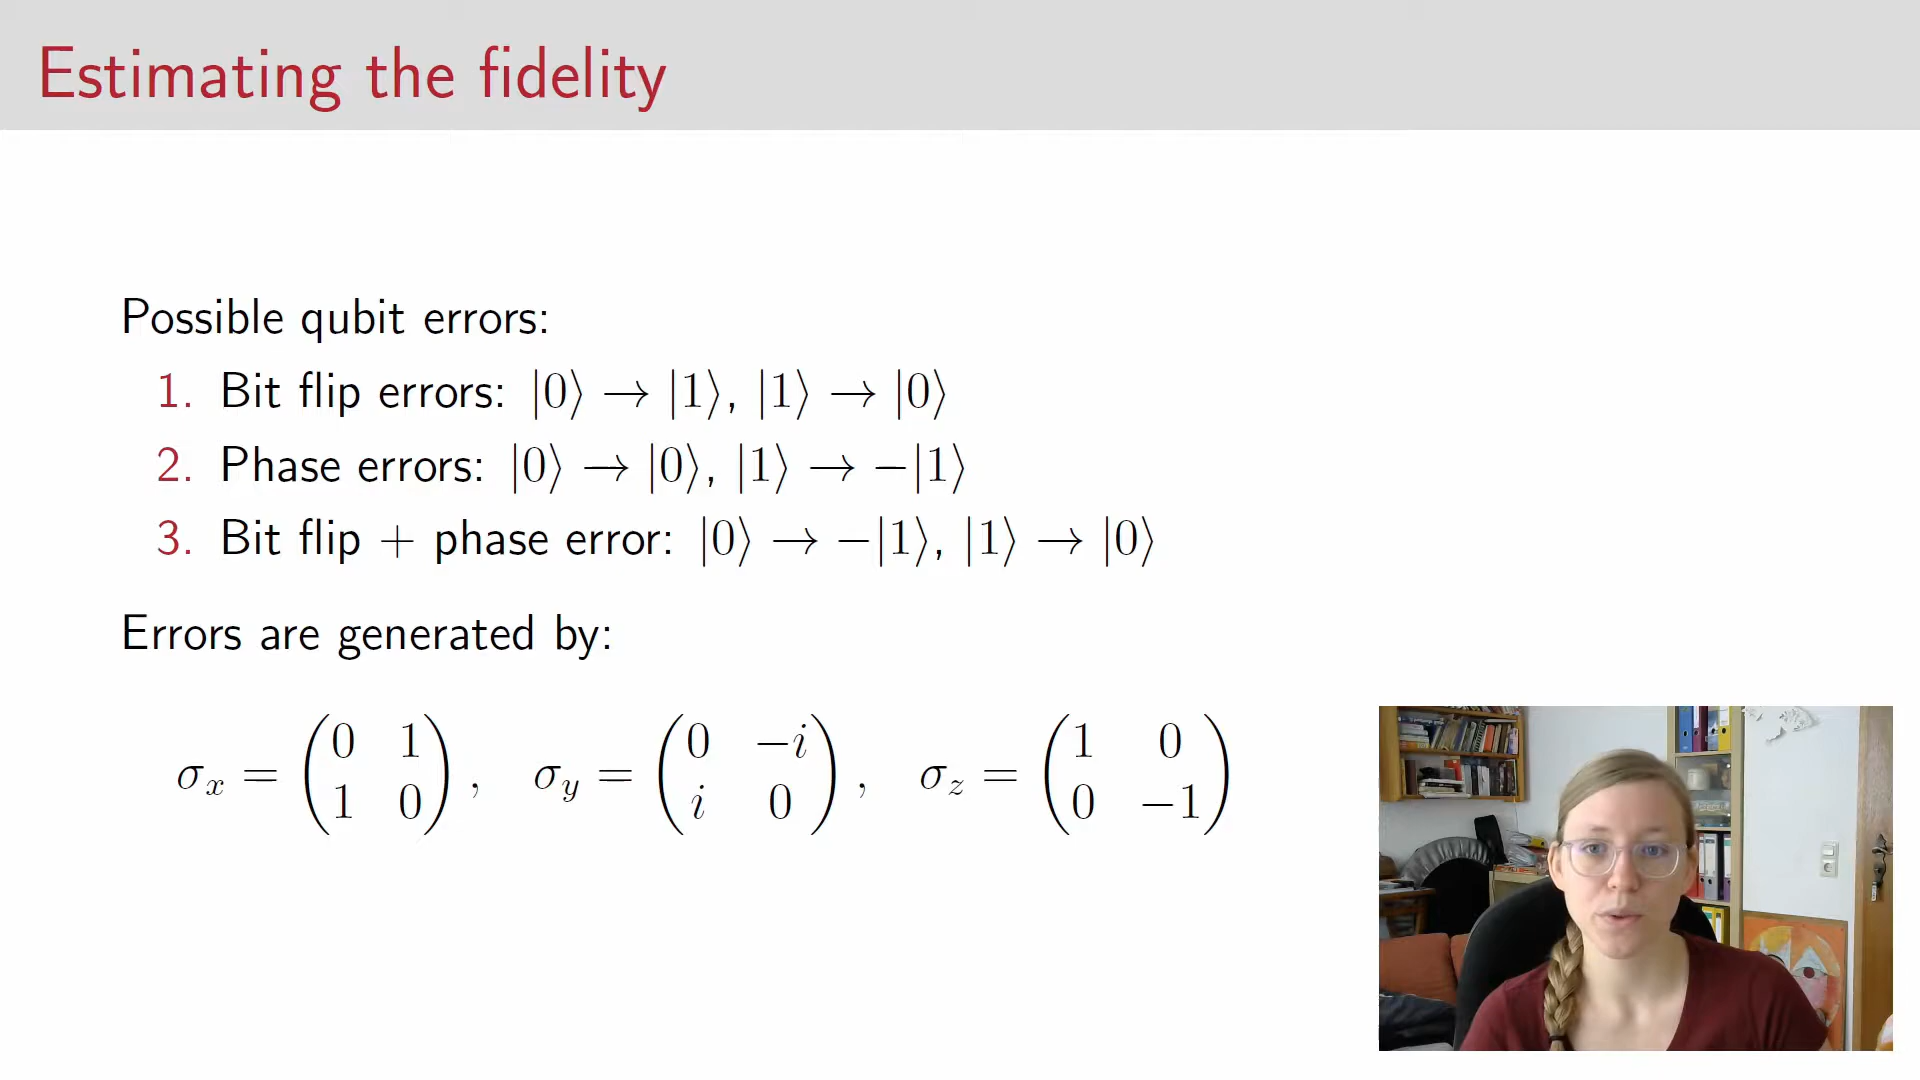 Estimating the fidelity
Possible qubit errors:
1. Bit flip errors: |0⟩ → |1⟩, |1⟩ → |0⟩
2. Phase errors: |0⟩ → |0⟩, |1⟩ → −|1⟩
3. Bit flip + phase error: |0⟩ → −|1⟩, |1⟩ → |0⟩
Errors are generated by:
σ_x = (0 1 1 0), σ_y = (0 −i i 0), σ_z = (1 0 0 −1)